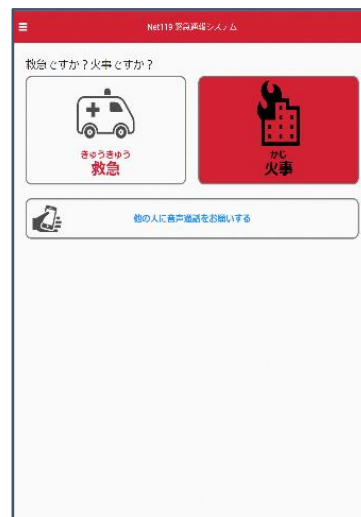 Net119 緊急通報システム
救急ですか？火事ですか？
きゅうきゅう
救急
かじ
火事
他の人に音声通話をお願いする